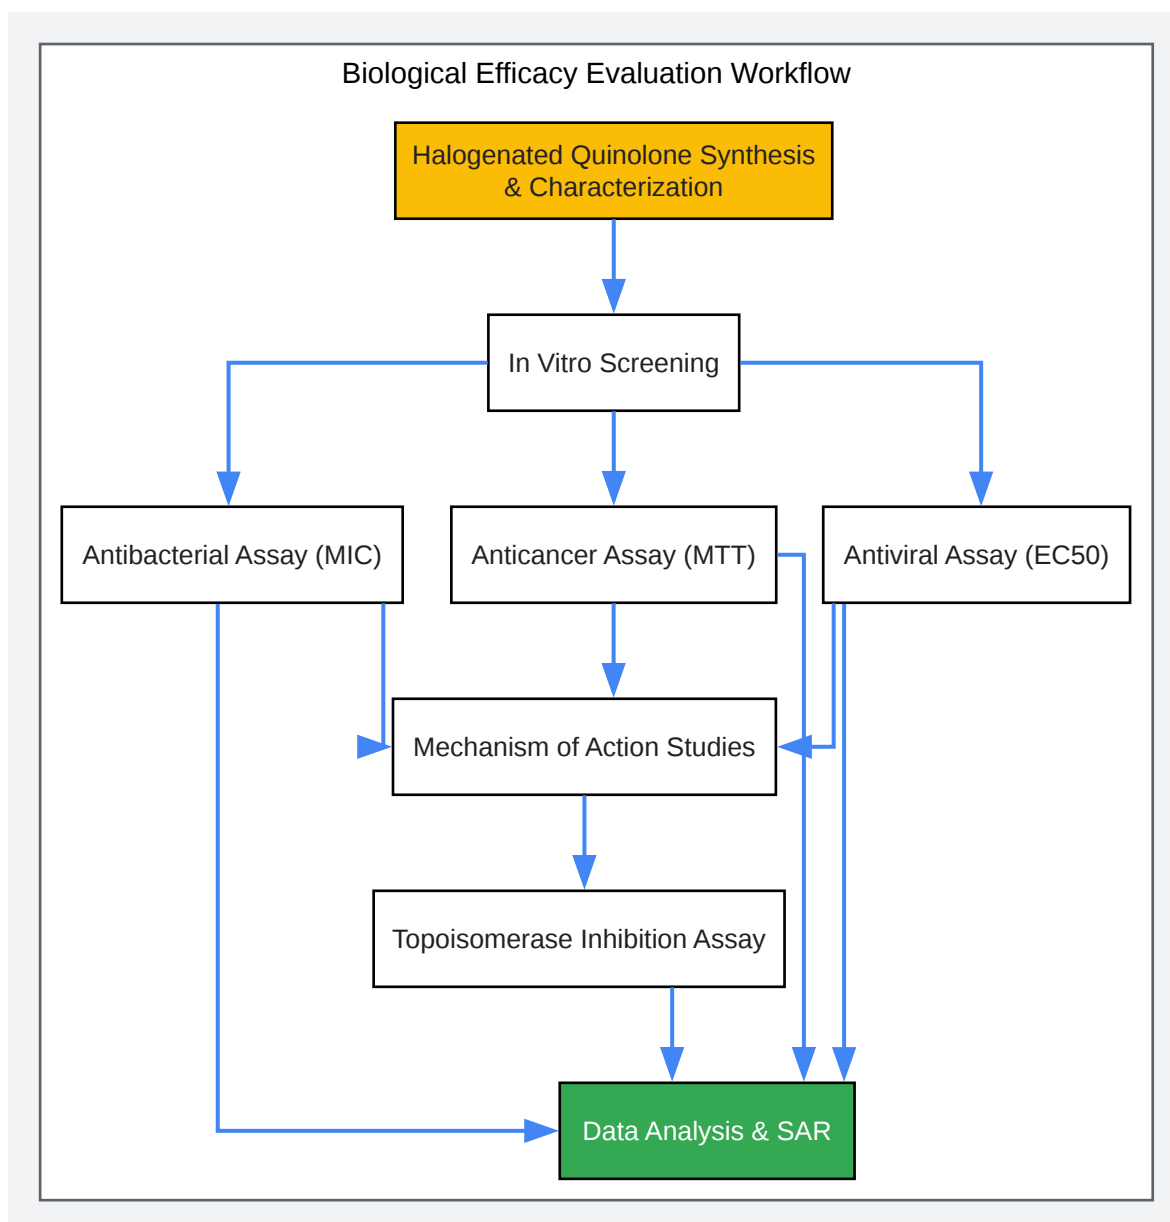 Biological Efficacy Evaluation Workflow
Halogenated Quinolone Synthesis
& Characterization
In Vitro Screening
Antibacterial Assay (MIC)
Anticancer Assay (MTT)
Antiviral Assay (EC50)
Mechanism of Action Studies
Topoisomerase Inhibition Assay
Data Analysis & SAR